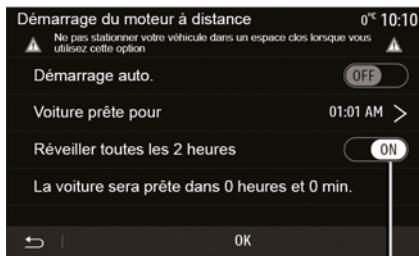 Démarrage du moteur à distance 0°C 10:10
Ne pas stationner votre véhicule dans un espace clos lorsque vous
utilisez cette option
Démarrage auto. OFF
Voiture prête pour 01:01 AM >
Réveiller toutes les 2 heures ON
La voiture sera prête dans 0 heures et 0 min.
OK